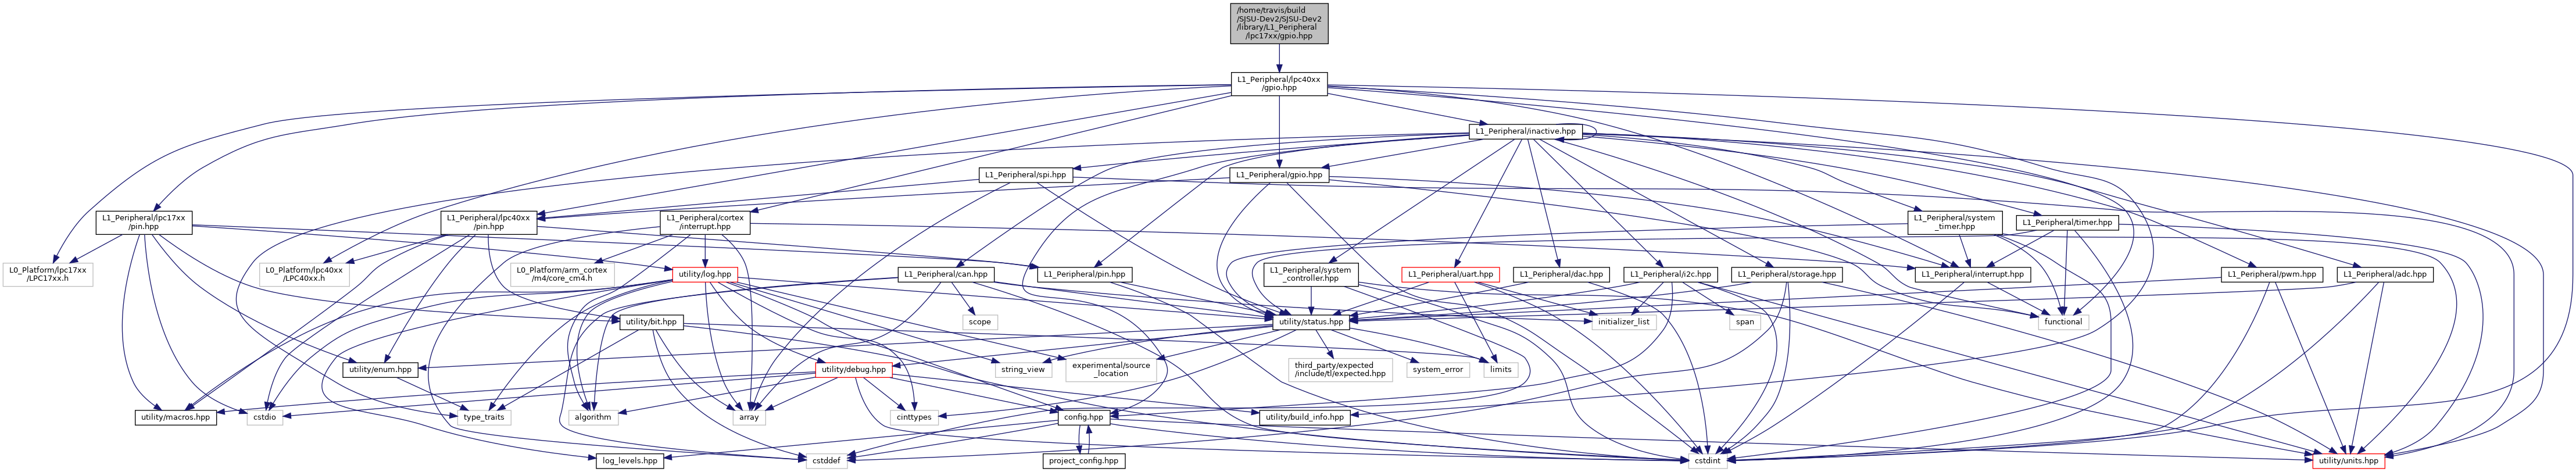 /home/travis/build
/SJSU-Dev2/SJSU-Dev2
/library/L1_Peripheral
/lpc17xx/gpio.hpp
L1_Peripheral/lpc40xx
/gpio.hpp
L1_Peripheral/inactive.hpp
L1_Peripheral/spi.hpp
L1_Peripheral/gpio.hpp
L1_Peripheral/lpc17xx
/pin.hpp
L1_Peripheral/lpc40xx
/pin.hpp
L1_Peripheral/cortex
/interrupt.hpp
L1_Peripheral/system
_timer.hpp
L1_Peripheral/timer.hpp
L0_Platform/lpc17xx
/LPC17xx.h
L0_Platform/lpc40xx
/LPC40xx.h
L0_Platform/arm_cortex
/m4/core_cm4.h
utility/log.hpp
L1_Peripheral/can.hpp
L1_Peripheral/pin.hpp
L1_Peripheral/system
_controller.hpp
L1_Peripheral/uart.hpp
L1_Peripheral/dac.hpp
L1_Peripheral/i2c.hpp
L1_Peripheral/storage.hpp
L1_Peripheral/interrupt.hpp
L1_Peripheral/pwm.hpp
L1_Peripheral/adc.hpp
utility/bit.hpp
scope
utility/status.hpp
initializer_list
span
functional
utility/enum.hpp
utility/debug.hpp
string_view
experimental/source
_location
third_party/expected
/include/tl/expected.hpp
system_error
limits
utility/macros.hpp
cstdio
type_traits
algorithm
array
cinttypes
config.hpp
utility/build_info.hpp
log_levels.hpp
cstddef
project_config.hpp
cstdint
utility/units.hpp